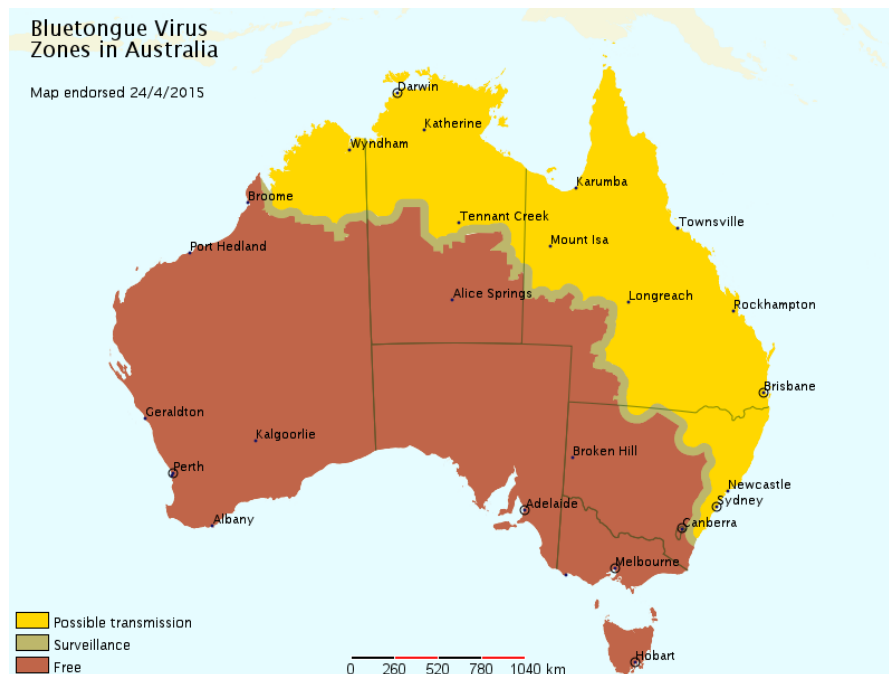 Bluetongue Virus
Zones in Australia
Map endorsed 24/4/2015
Darwin
Katherine
Wyndham
Karumba
Broome
Tennant Creek
Townsville
Port Hedland
Mount Isa
Alice Springs
Longreach
Rockhampton
Brisbane
Geraldton
Kalgoorlie
Broken Hill
Perth
Newcastle
Sydney
Adelaide
Albany
Canberra
Melbourne
Possible transmission
Surveillance
Free
Hobart
0 260 520 780 1040 km